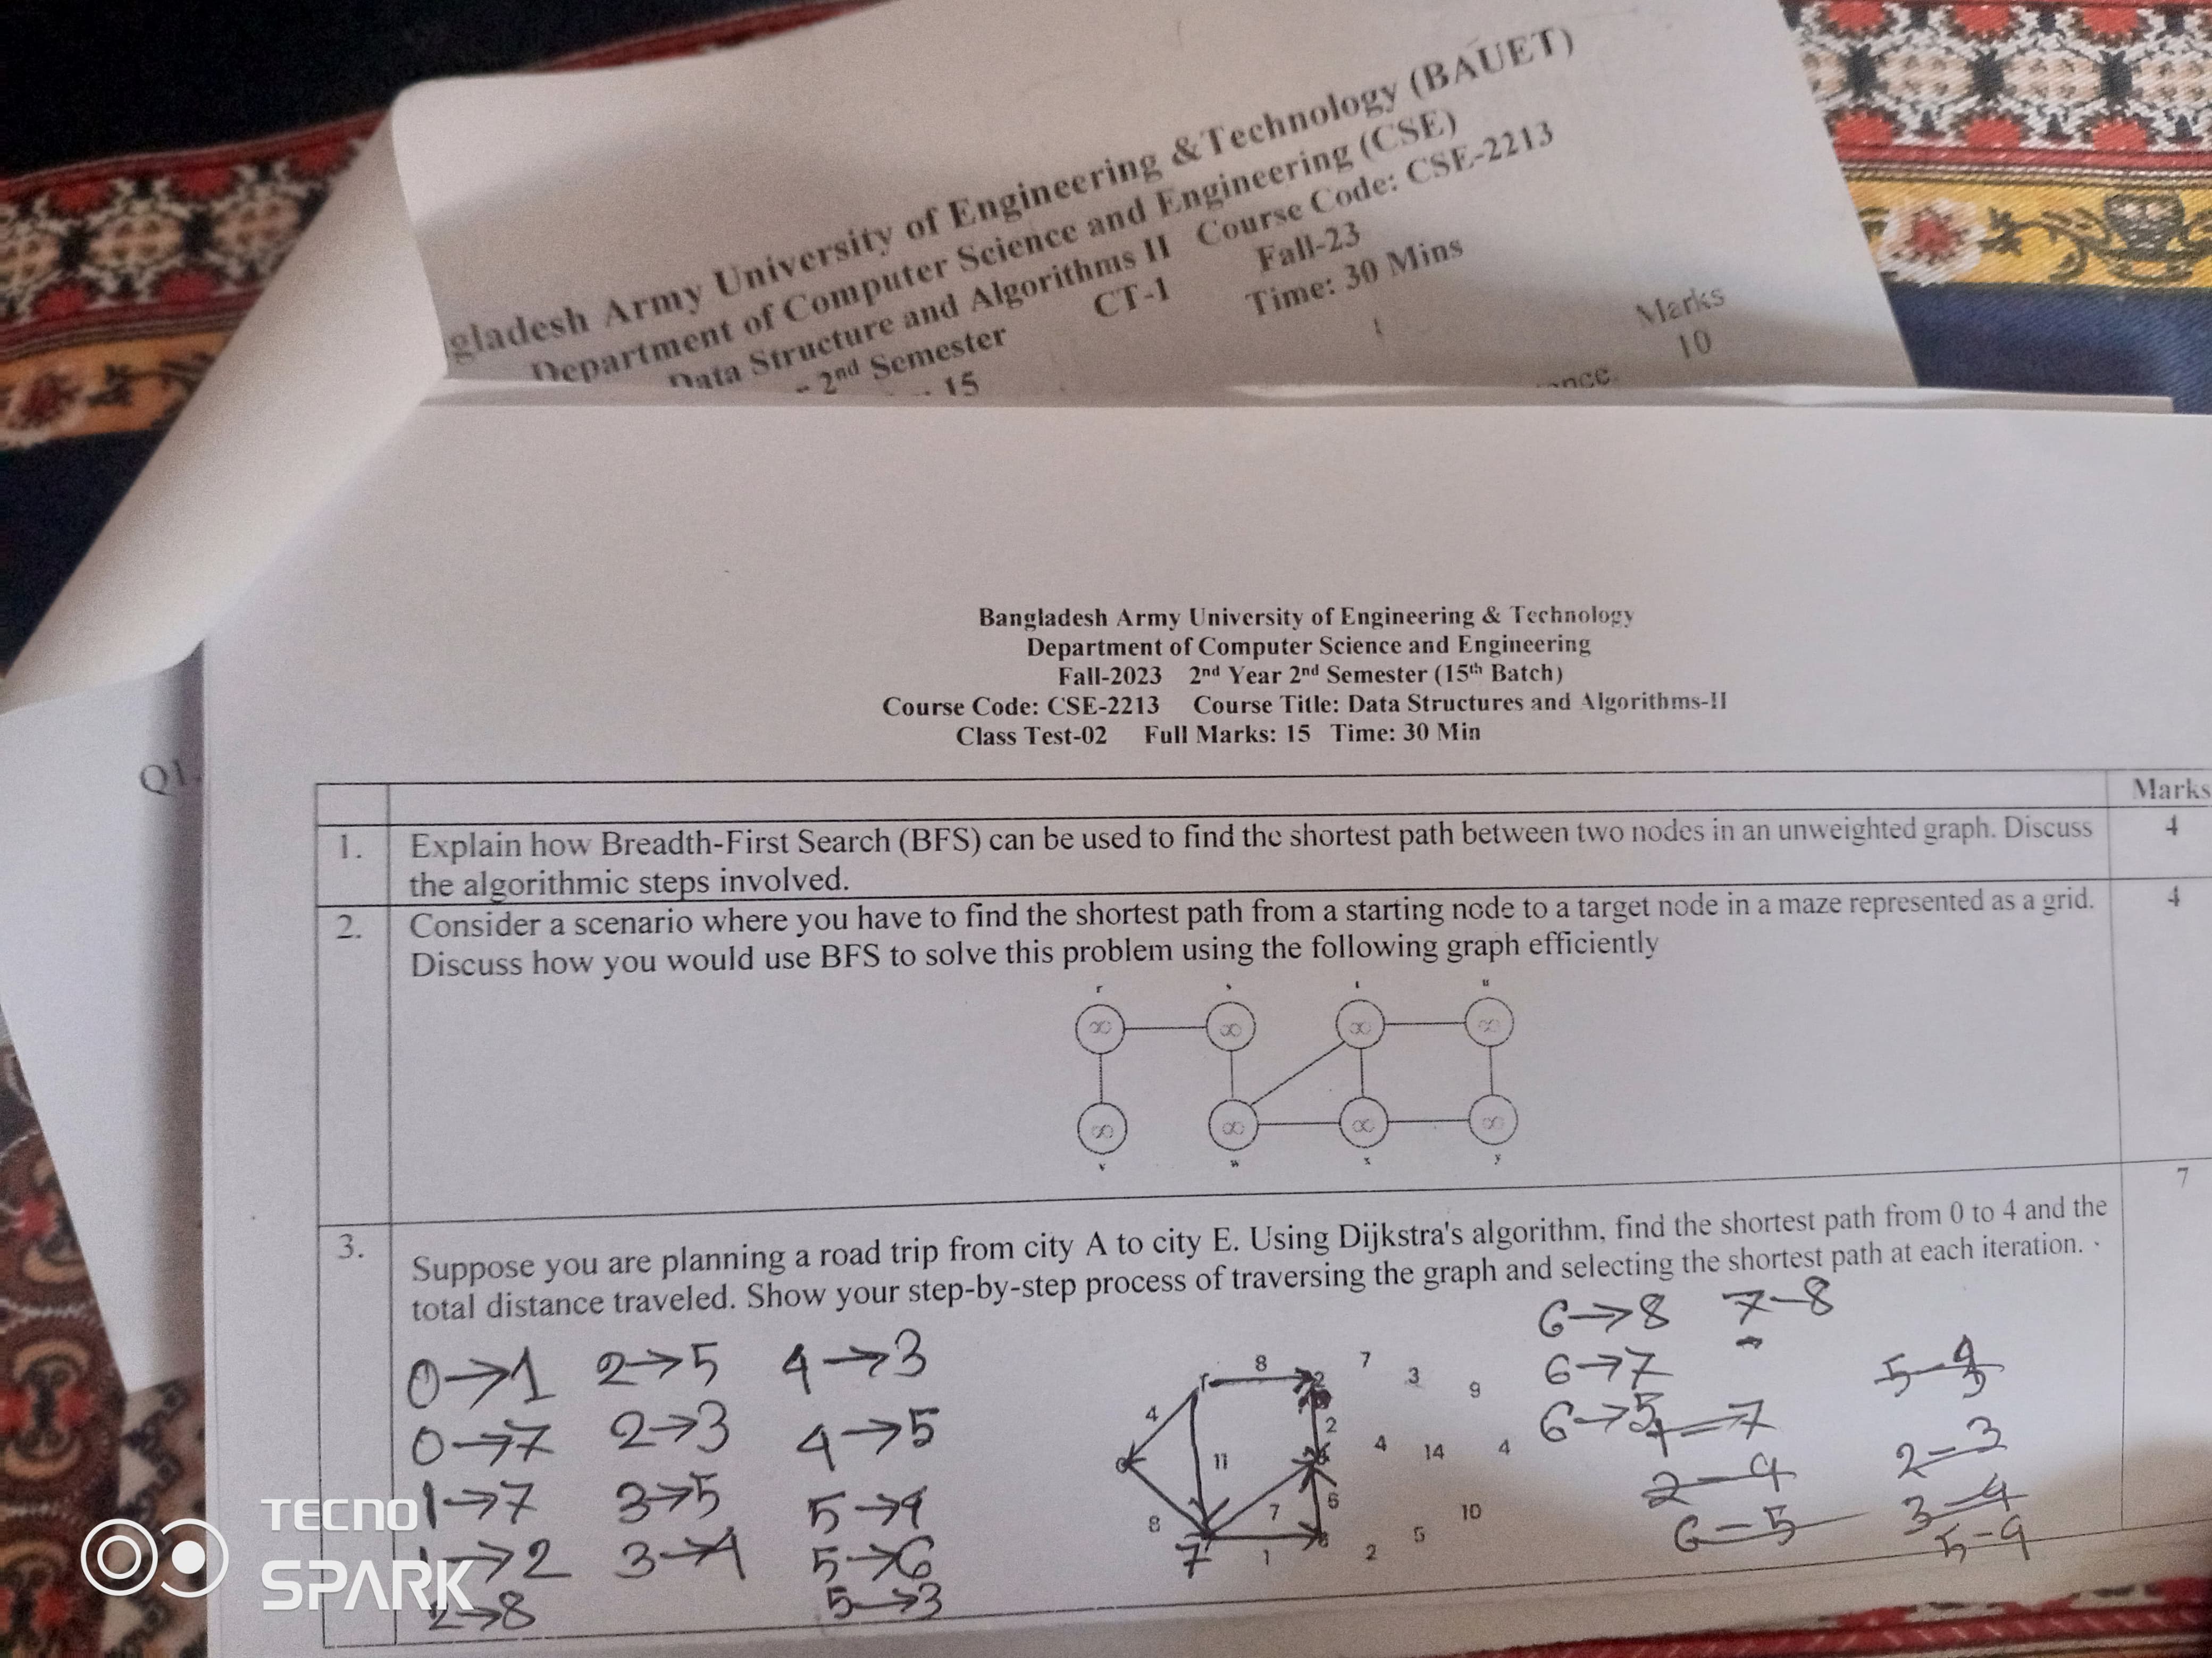 gladesh Army University of Engineering &Technology (BAUET)
Department of Computer Science and Engineering (CSE)
Data Structure and Algorithms II Course Code: CSE-2213
2nd Semester CT-1 Fall-23
15 Time: 30 Mins
Marks
10
Q1.
Bangladesh Army University of Engineering & Technology
Department of Computer Science and Engineering
Fall-2023 2nd Year 2nd Semester (15th Batch)
Course Code: CSE-2213 Course Title: Data Structures and Algorithms-II
Class Test-02 Full Marks: 15 Time: 30 Min
Marks
1. Explain how Breadth-First Search (BFS) can be used to find the shortest path between two nodes in an unweighted graph. Discuss 4
the algorithmic steps involved.
2. Consider a scenario where you have to find the shortest path from a starting node to a target node in a maze represented as a grid. 4
Discuss how you would use BFS to solve this problem using the following graph efficiently
r s t u
∞ ∞ ∞ ∞
∞ ∞ ∞ ∞
v w x y
3. Suppose you are planning a road trip from city A to city E. Using Dijkstra's algorithm, find the shortest path from 0 to 4 and the 7
total distance traveled. Show your step-by-step process of traversing the graph and selecting the shortest path at each iteration.
6→8 7-8
0→1 2→5 4→3 8 7 3 9 6→7
0→7 2→3 4→5 4 2 4 14 4 6→5
1→7 3→5 5→4 11 7 6 10 2-4 2-3
1→2 3→4 5→6 8 7 1 2 5 6-5 3-4
2→8 5→3 5-9
TECNO
SPARK